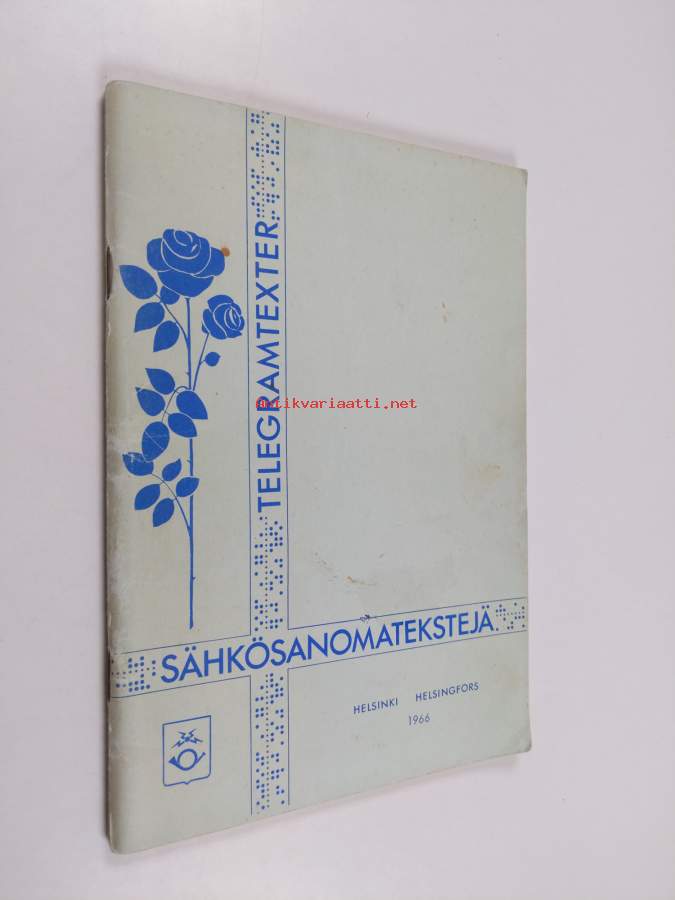 TELEGRAMTEXTER
antikvariaatti.net
SÄHKÖSANOMATEKSTEJÄ
HELSINKI HELSINGFORS
1966